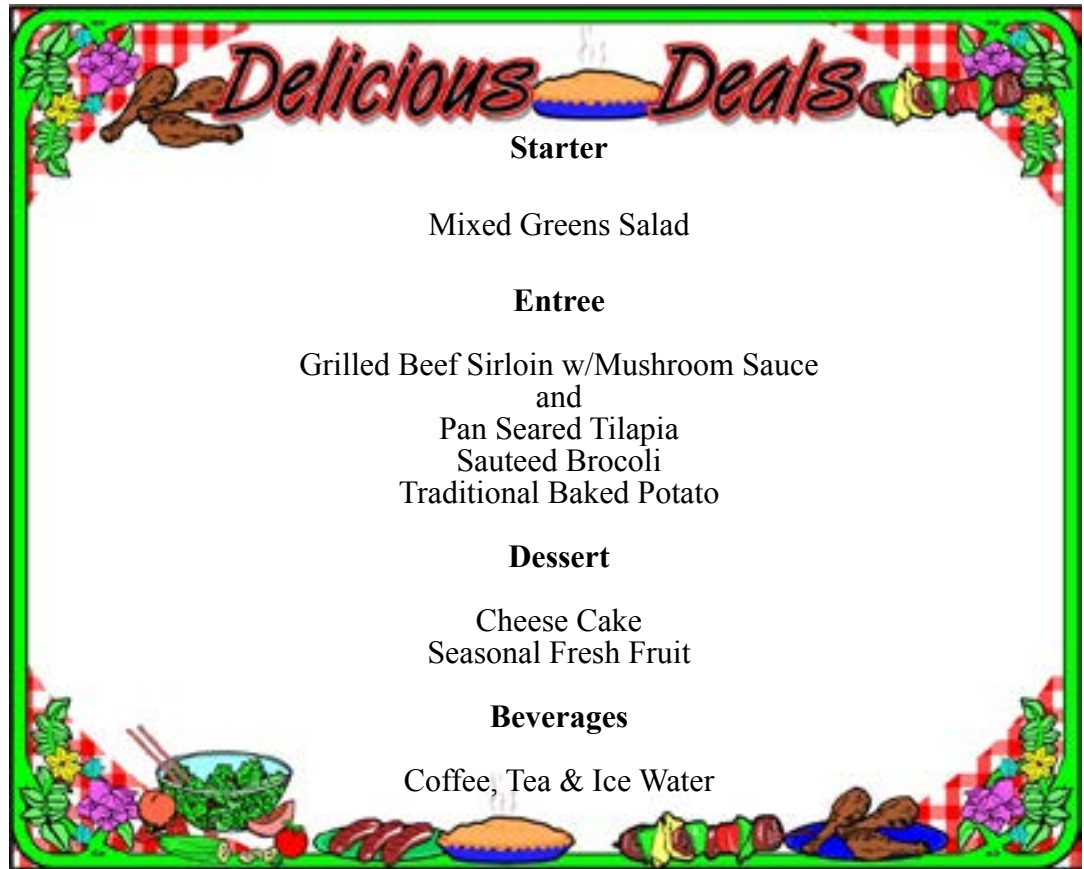 Delicious Deals
Starter
Mixed Greens Salad
Entree
Grilled Beef Sirloin w/Mushroom Sauce
and
Pan Seared Tilapia
Sauteed Brocoli
Traditional Baked Potato
Dessert
Cheese Cake
Seasonal Fresh Fruit
Beverages
Coffee, Tea & Ice Water